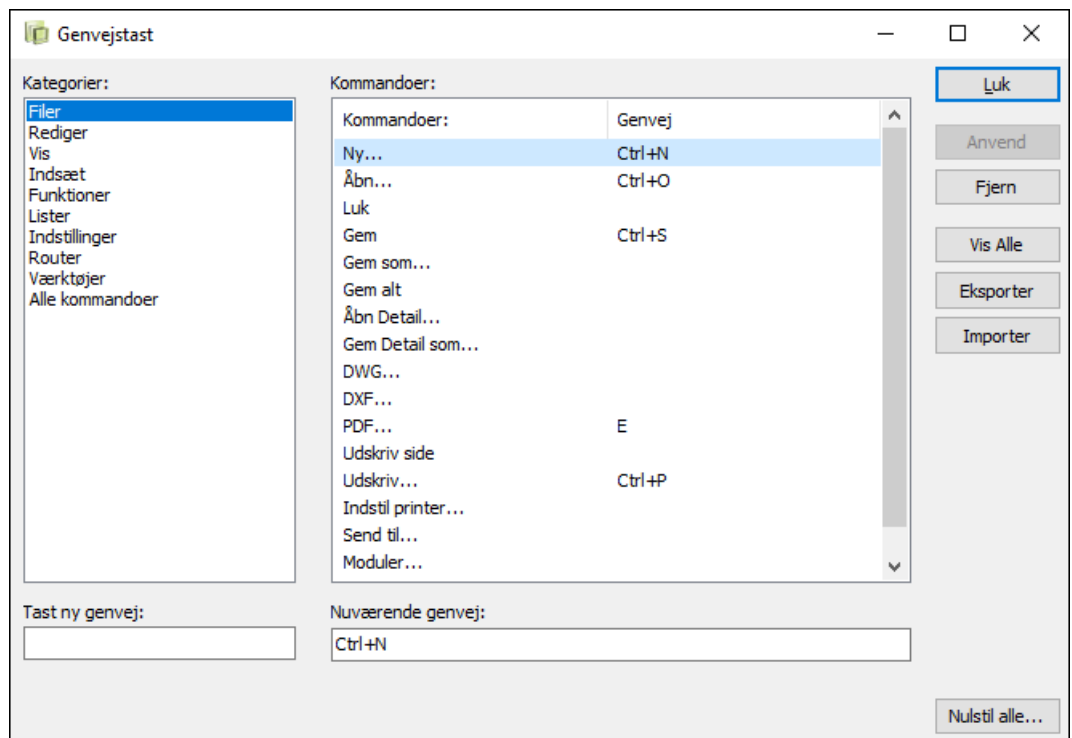 Genvejstast
Kategorier:
Filer
Rediger
Vis
Indsæt
Funktioner
Lister
Indstillinger
Router
Værktøjer
Alle kommandoer
Kommandoer:
Kommandoer: Genvej
Ny... Ctrl+N
Åbn... Ctrl+O
Luk
Gem Ctrl+S
Gem som...
Gem alt
Åbn Detail...
Gem Detail som...
DWG...
DXF...
PDF... E
Udskriv side
Udskriv... Ctrl+P
Indstil printer...
Send til...
Moduler...
Luk
Anvend
Fjern
Vis Alle
Eksporter
Importer
Tast ny genvej:
Nuværende genvej:
Ctrl+N
Nulstil alle...